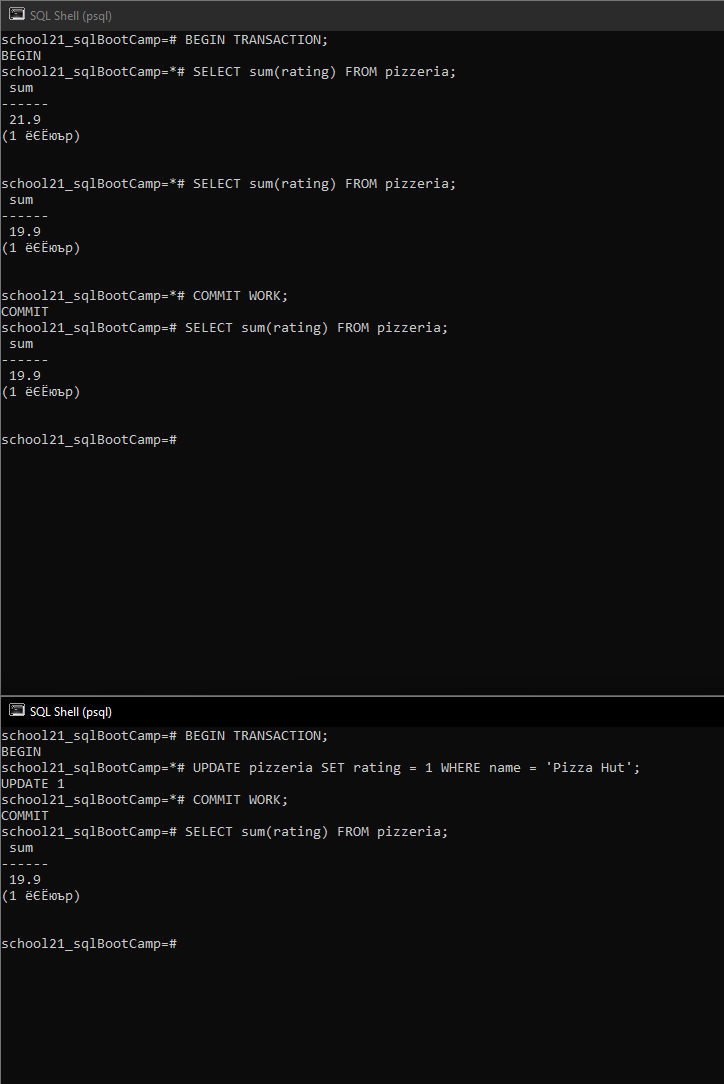 SQL Shell (psql)
school21_sqlBootCamp=# BEGIN TRANSACTION;
BEGIN
school21_sqlBootCamp=*# SELECT sum(rating) FROM pizzeria;
sum
------
21.9
(1 ёЄЁюър)
school21_sqlBootCamp=*# SELECT sum(rating) FROM pizzeria;
sum
------
19.9
(1 ёЄЁюър)
school21_sqlBootCamp=*# COMMIT WORK;
COMMIT
school21_sqlBootCamp=# SELECT sum(rating) FROM pizzeria;
sum
------
19.9
(1 ёЄЁюър)
school21_sqlBootCamp=#
SQL Shell (psql)
school21_sqlBootCamp=# BEGIN TRANSACTION;
BEGIN
school21_sqlBootCamp=*# UPDATE pizzeria SET rating = 1 WHERE name = 'Pizza Hut';
UPDATE 1
school21_sqlBootCamp=*# COMMIT WORK;
COMMIT
school21_sqlBootCamp=# SELECT sum(rating) FROM pizzeria;
sum
------
19.9
(1 ёЄЁюър)
school21_sqlBootCamp=#